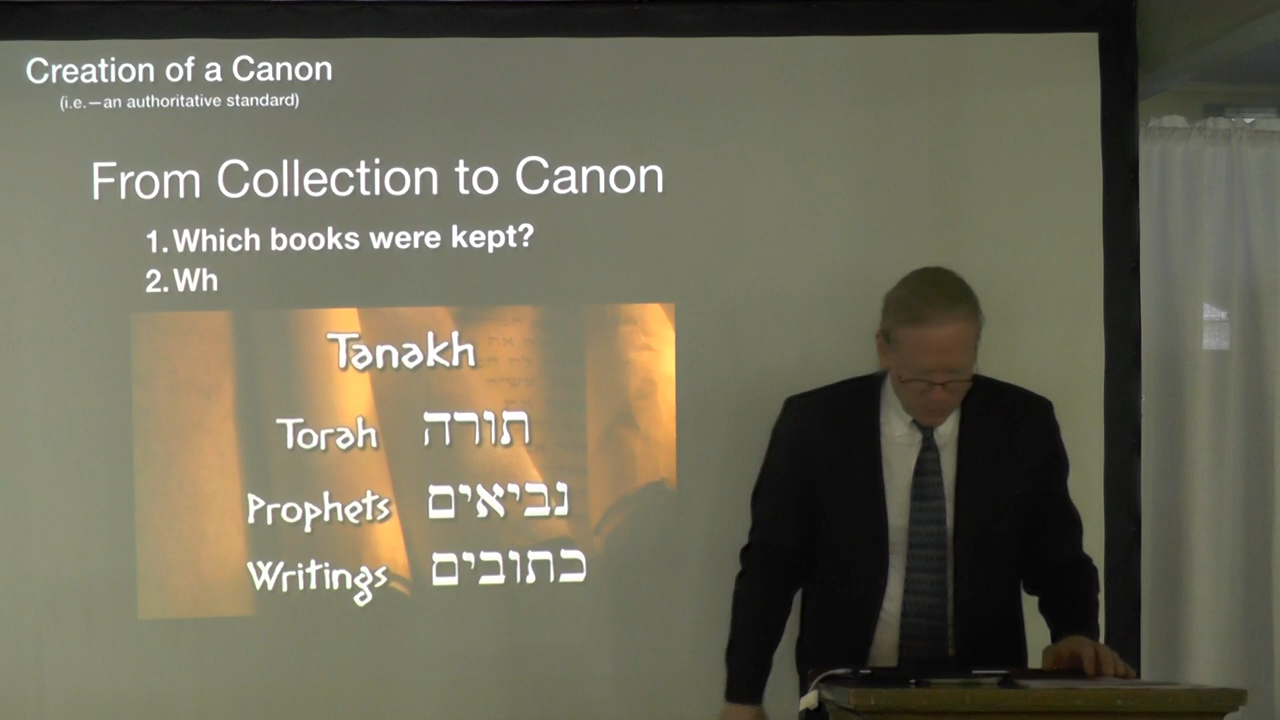 Creation of a Canon
(i.e.—an authoritative standard)
From Collection to Canon
1. Which books were kept?
2. Wh
Tanakh
Torah תורה
Prophets נביאים
Writings כתובים